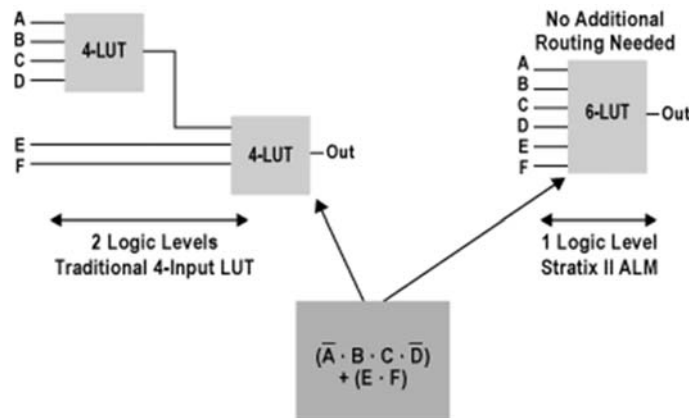 A
B
C
D
4-LUT
E
F
4-LUT
Out
2 Logic Levels
Traditional 4-Input LUT
No Additional
Routing Needed
A
B
C
D
E
F
6-LUT
Out
1 Logic Level
Stratix II ALM
(A̅ · B · C · D̅)
+ (E · F)